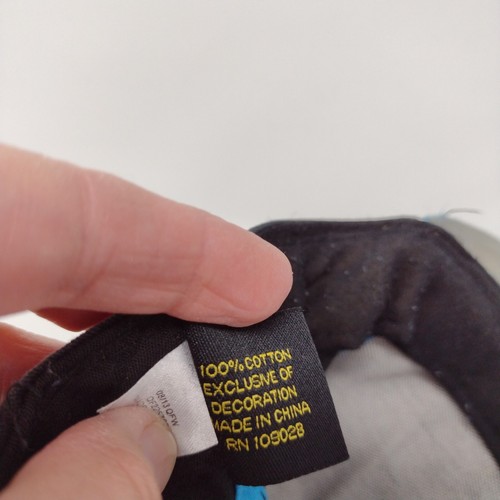 100% COTTON
EXCLUSIVE OF
DECORATION
MADE IN CHINA
RN 109028